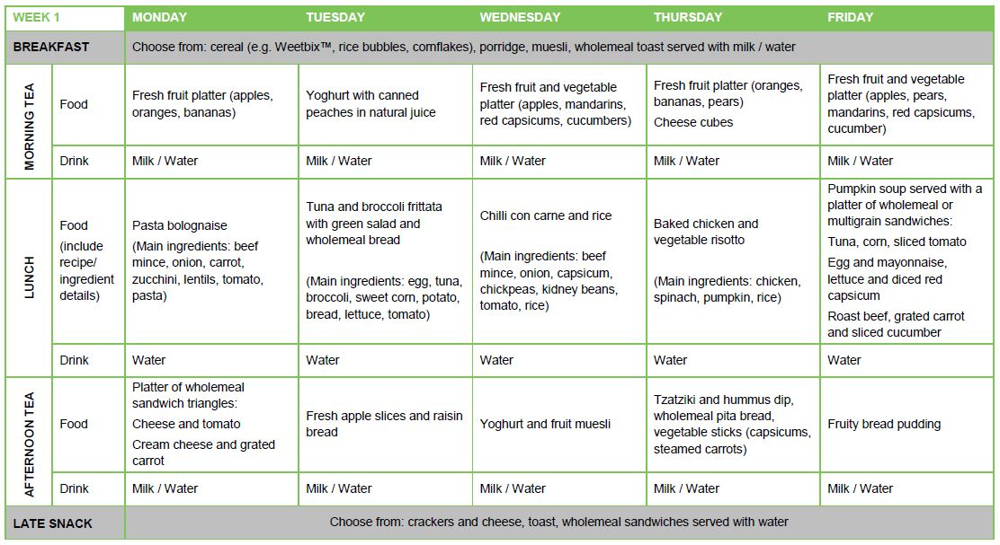 WEEK 1
MONDAY
TUESDAY
WEDNESDAY
THURSDAY
FRIDAY
BREAKFAST
Choose from: cereal (e.g. Weetbix™, rice bubbles, cornflakes), porridge, muesli, wholemeal toast served with milk / water
MORNING TEA
Food
Fresh fruit platter (apples,
oranges, bananas)
Yoghurt with canned
peaches in natural juice
Fresh fruit and vegetable
platter (apples, mandarins,
red capsicums, cucumbers)
Fresh fruit platter (oranges,
bananas, pears)
Cheese cubes
Fresh fruit and vegetable
platter (apples, pears,
mandarins, red capsicums,
cucumber)
Drink
Milk / Water
Milk / Water
Milk / Water
Milk / Water
Milk / Water
LUNCH
Food
(include
recipe/
ingredient
details)
Pasta bolognaise
(Main ingredients: beef
mince, onion, carrot,
zucchini, lentils, tomato,
pasta)
Tuna and broccoli frittata
with green salad and
wholemeal bread
(Main ingredients: egg, tuna,
broccoli, sweet corn, potato,
bread, lettuce, tomato)
Chilli con carne and rice
(Main ingredients: beef
mince, onion, capsicum,
chickpeas, kidney beans,
tomato, rice)
Baked chicken and
vegetable risotto
(Main ingredients: chicken,
spinach, pumpkin, rice)
Pumpkin soup served with a
platter of wholemeal or
multigrain sandwiches:
Tuna, corn, sliced tomato
Egg and mayonnaise,
lettuce and diced red
capsicum
Roast beef, grated carrot
and sliced cucumber
Drink
Water
Water
Water
Water
Water
AFTERNOON TEA
Food
Platter of wholemeal
sandwich triangles:
Cheese and tomato
Cream cheese and grated
carrot
Fresh apple slices and raisin
bread
Yoghurt and fruit muesli
Tzatziki and hummus dip,
wholemeal pita bread,
vegetable sticks (capsicums,
steamed carrots)
Fruity bread pudding
Drink
Milk / Water
Milk / Water
Milk / Water
Milk / Water
Milk / Water
LATE SNACK
Choose from: crackers and cheese, toast, wholemeal sandwiches served with water